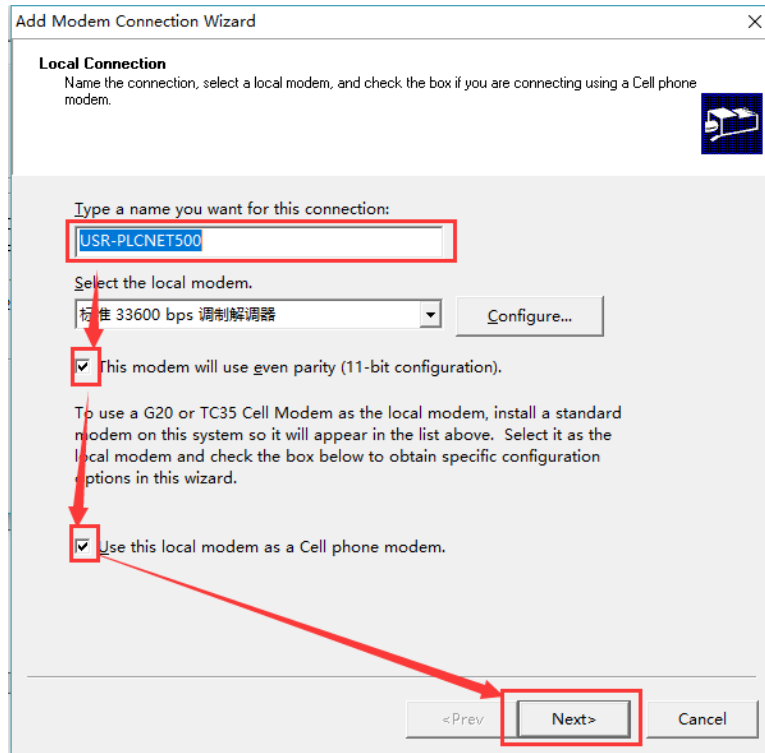 Add Modem Connection Wizard
Local Connection
Name the connection, select a local modem, and check the box if you are connecting using a Cell phone
modem.
Type a name you want for this connection:
USR-PLCNET500
Select the local modem.
标准 33600 bps 调制解调器
Configure...
This modem will use even parity (11-bit configuration).
To use a G20 or TC35 Cell Modem as the local modem, install a standard
modem on this system so it will appear in the list above. Select it as the
local modem and check the box below to obtain specific configuration
options in this wizard.
Use this local modem as a Cell phone modem.
<Prev
Next>
Cancel